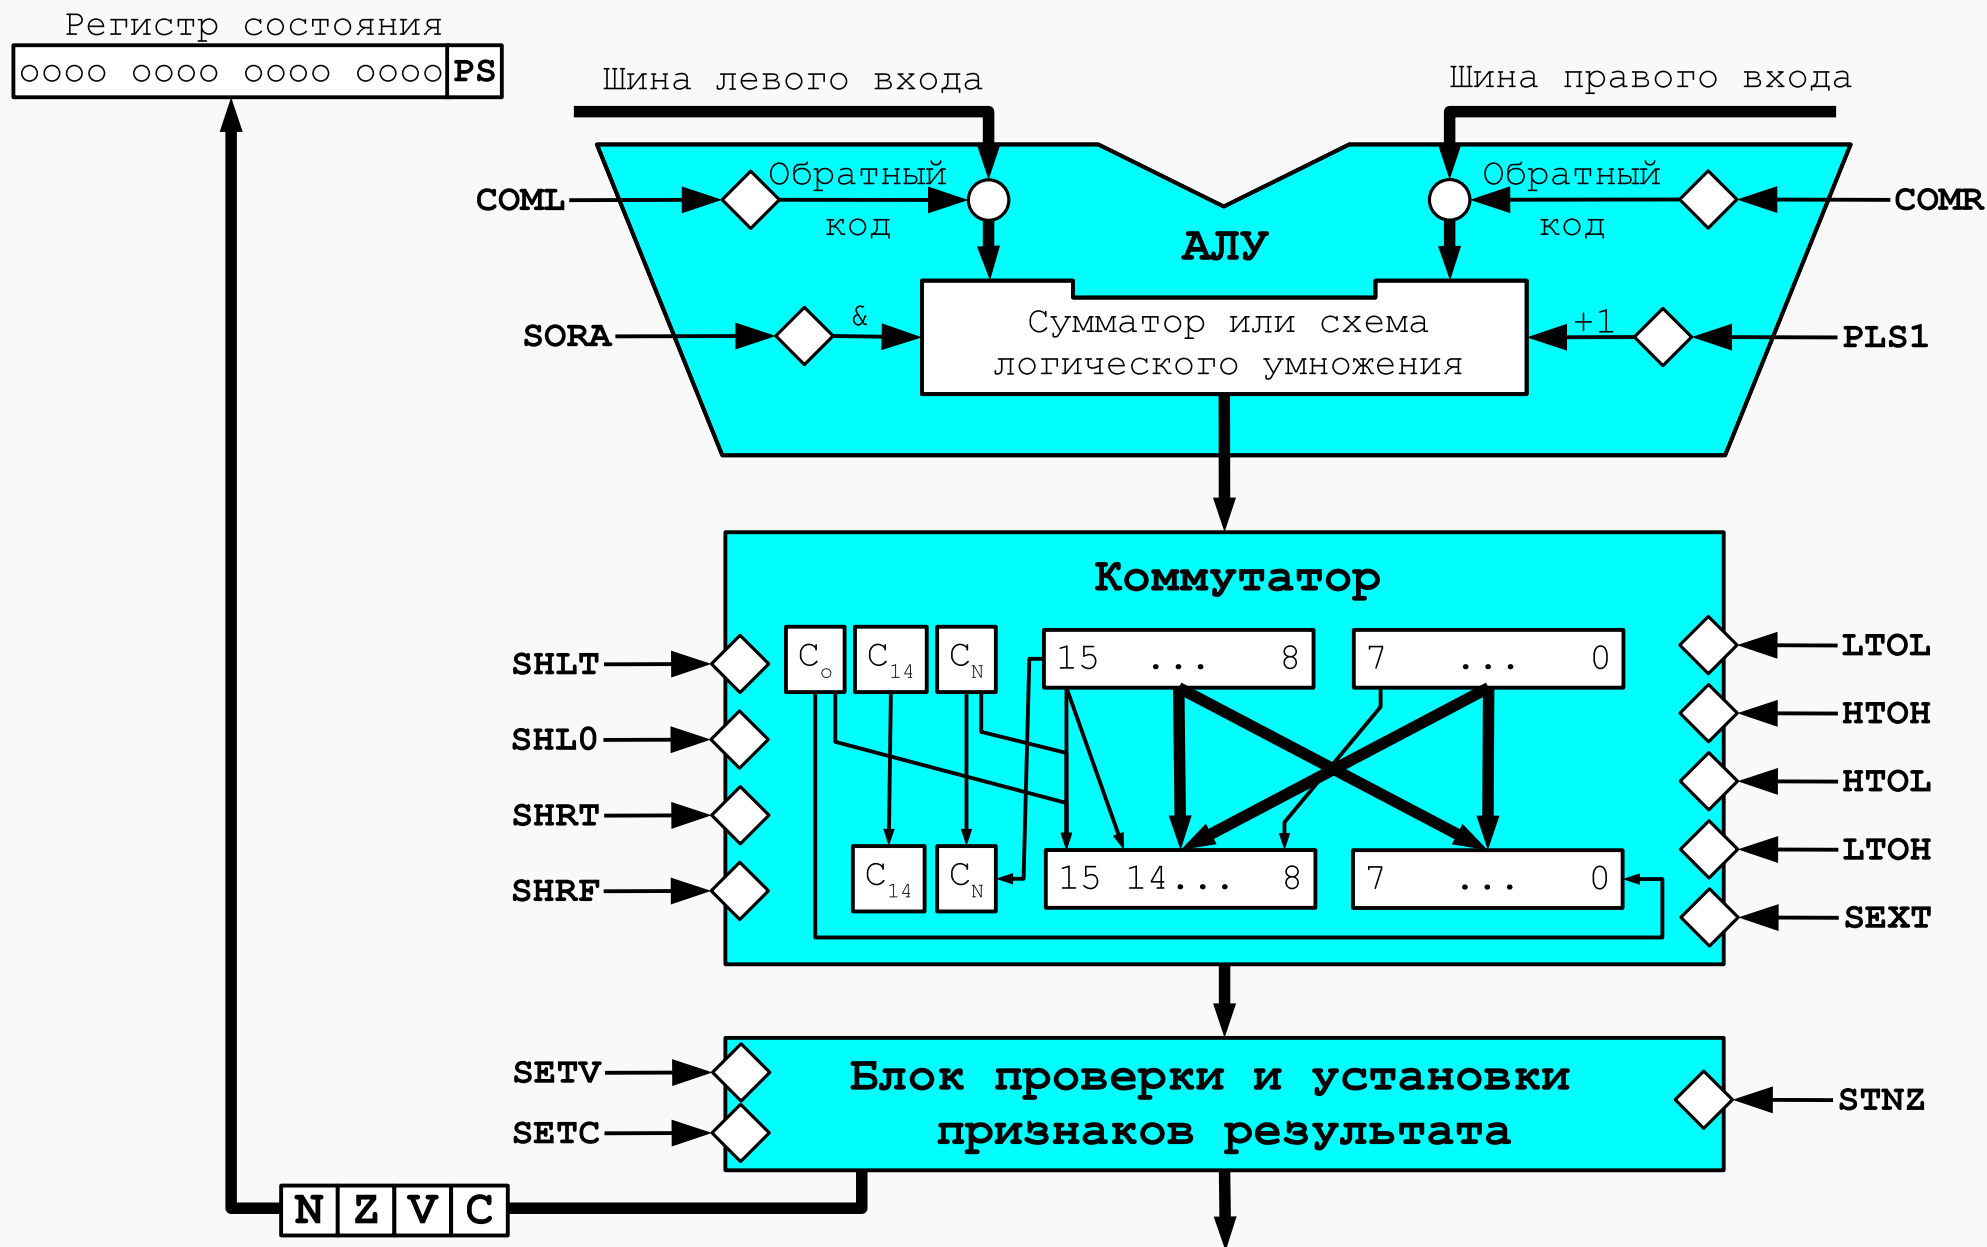 Регистр состояния
оооо оооо оооо оооо PS
Шина левого входа
Шина правого входа
COML
Обратный
код
Обратный
код
COMR
АЛУ
SORA
&
Сумматор или схема
логического умножения
+1
PLS1
Коммутатор
SHLT
SHL0
SHRT
SHRF
C0 C14 CN 15 ... 8 7 ... 0
C14 CN 15 14... 8 7 ... 0
LTOL
HTOH
HTOL
LTOH
SEXT
SETV
SETC
Блок проверки и установки
признаков результата
STNZ
N Z V C